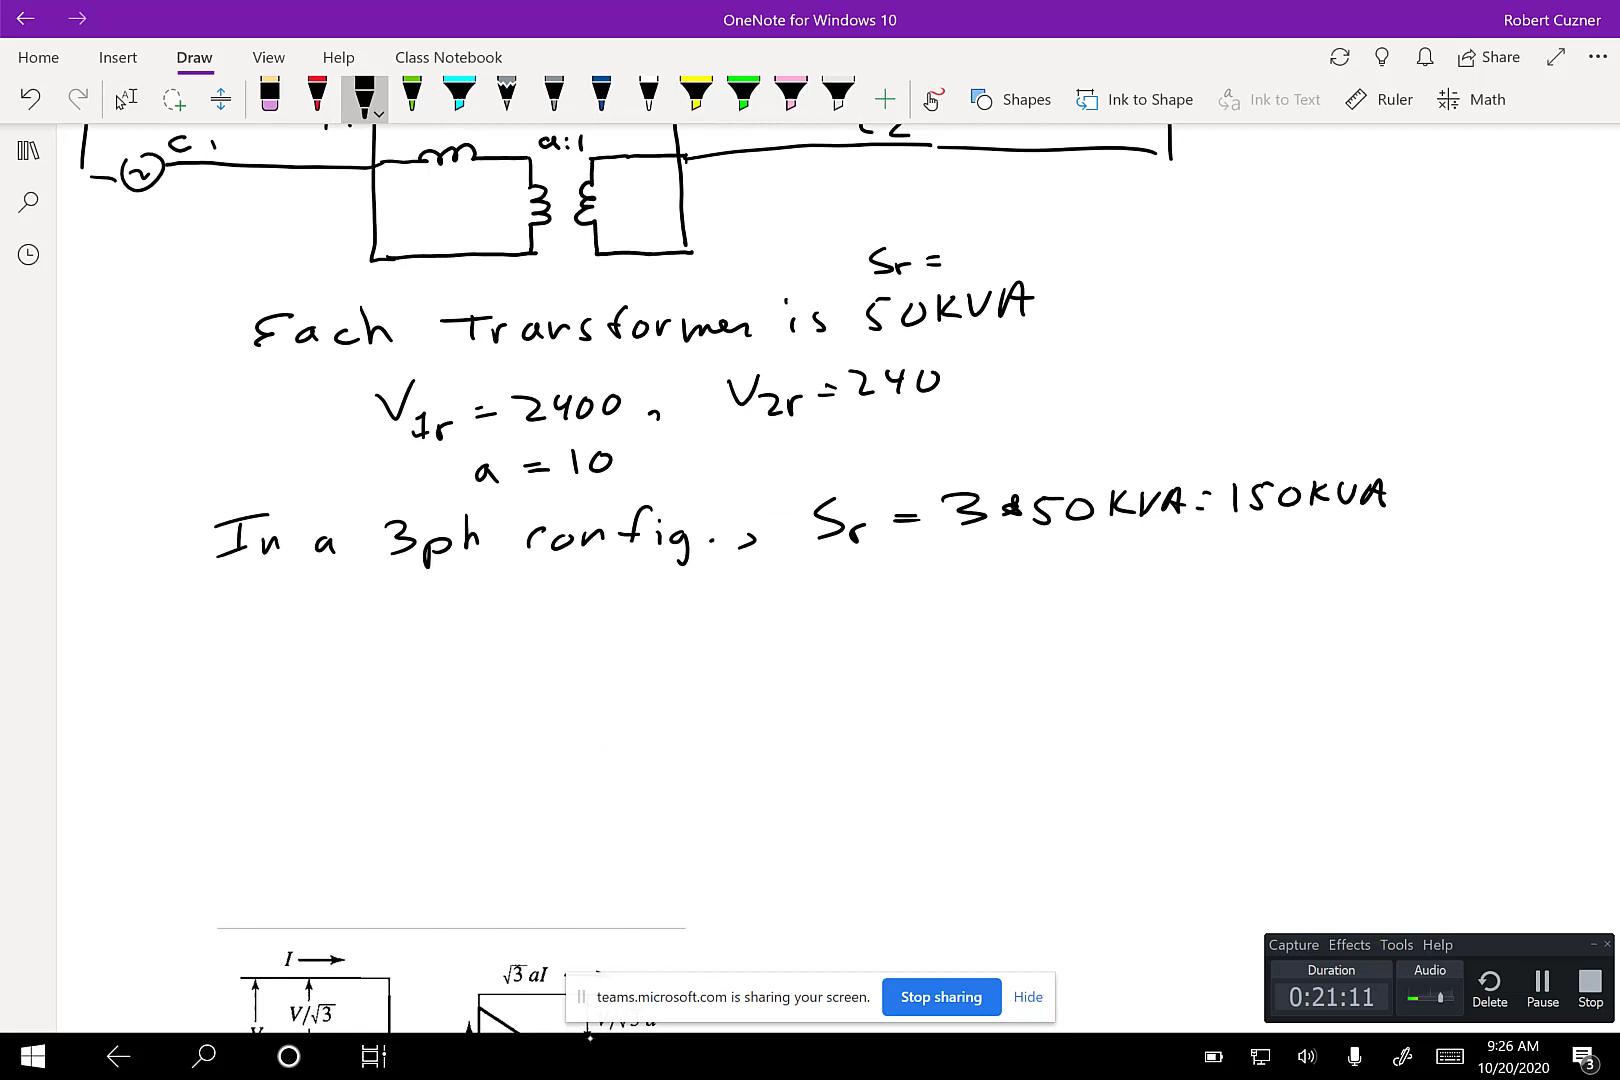 OneNote for Windows 10
Robert Cuzner
Home Insert Draw View Help Class Notebook
Share
Shapes Ink to Shape Ink to Text Ruler Math
a:1
Sr =
Each Transformer is 50KVA
V1r = 2400, V2r = 240
a = 10
In a 3ph config., Sr = 3*50KVA = 150KVA
I
√3 aI
V/√3
teams.microsoft.com is sharing your screen. Stop sharing Hide
Capture Effects Tools Help
Duration Audio
0:21:11
Delete Pause Stop
9:26 AM
10/20/2020
3